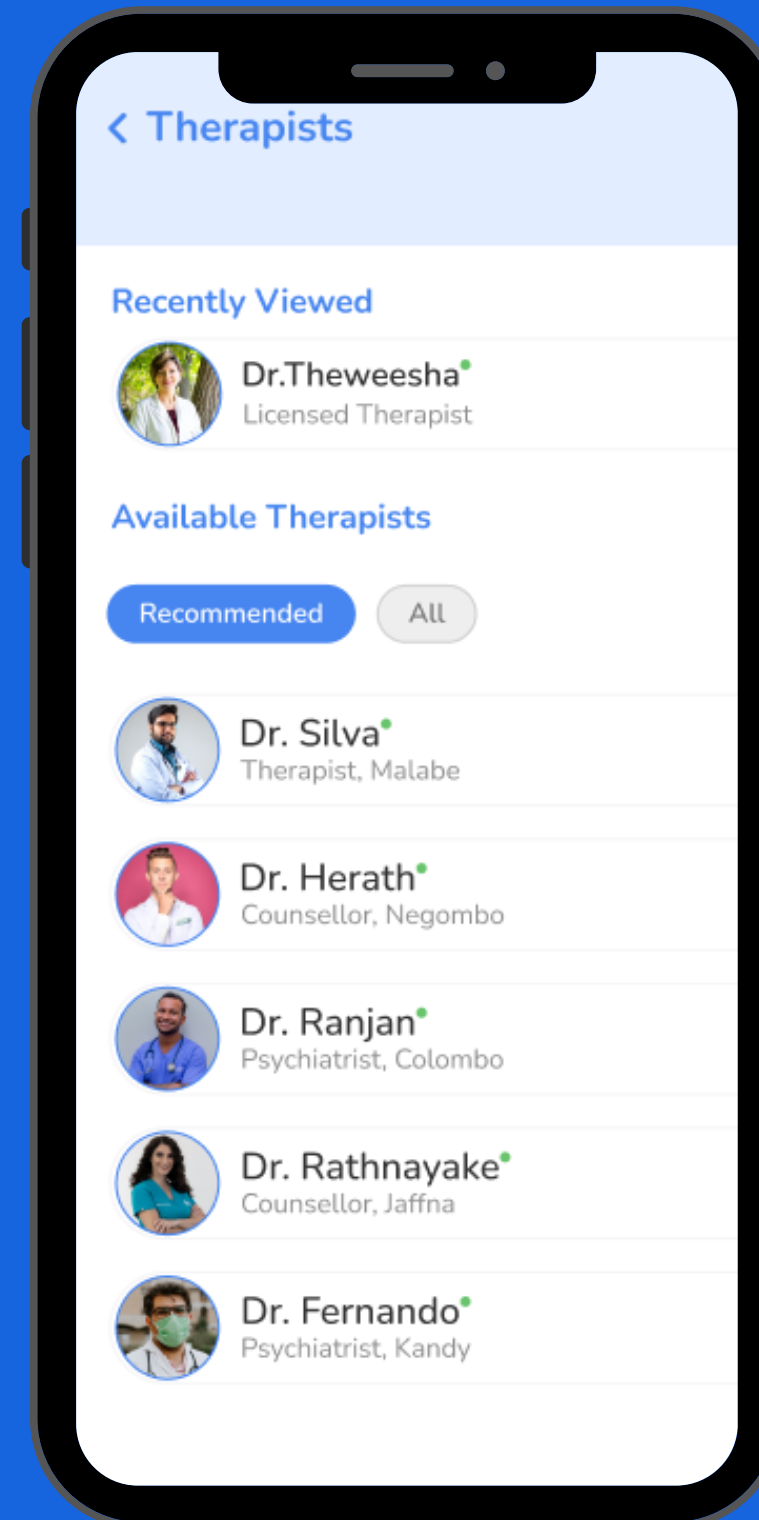 Therapists
Recently Viewed
Dr.Theweesha
Licensed Therapist
Available Therapists
Recommended All
Dr. Silva
Therapist, Malabe
Dr. Herath
Counsellor, Negombo
Dr. Ranjan
Psychiatrist, Colombo
Dr. Rathnayake
Counsellor, Jaffna
Dr. Fernando
Psychiatrist, Kandy